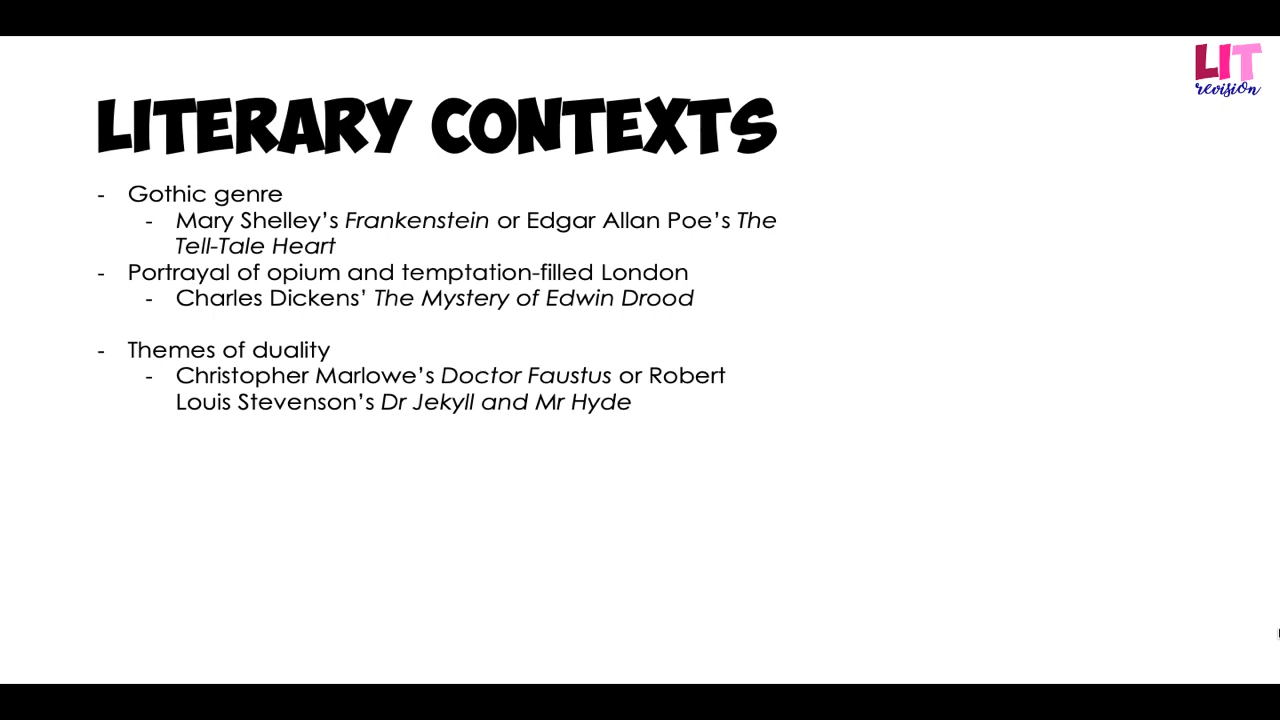 LIT
revision
LITERARY CONTEXTS
- Gothic genre
- Mary Shelley’s Frankenstein or Edgar Allan Poe’s The
Tell-Tale Heart
- Portrayal of opium and temptation-filled London
- Charles Dickens’ The Mystery of Edwin Drood
- Themes of duality
- Christopher Marlowe’s Doctor Faustus or Robert
Louis Stevenson’s Dr Jekyll and Mr Hyde